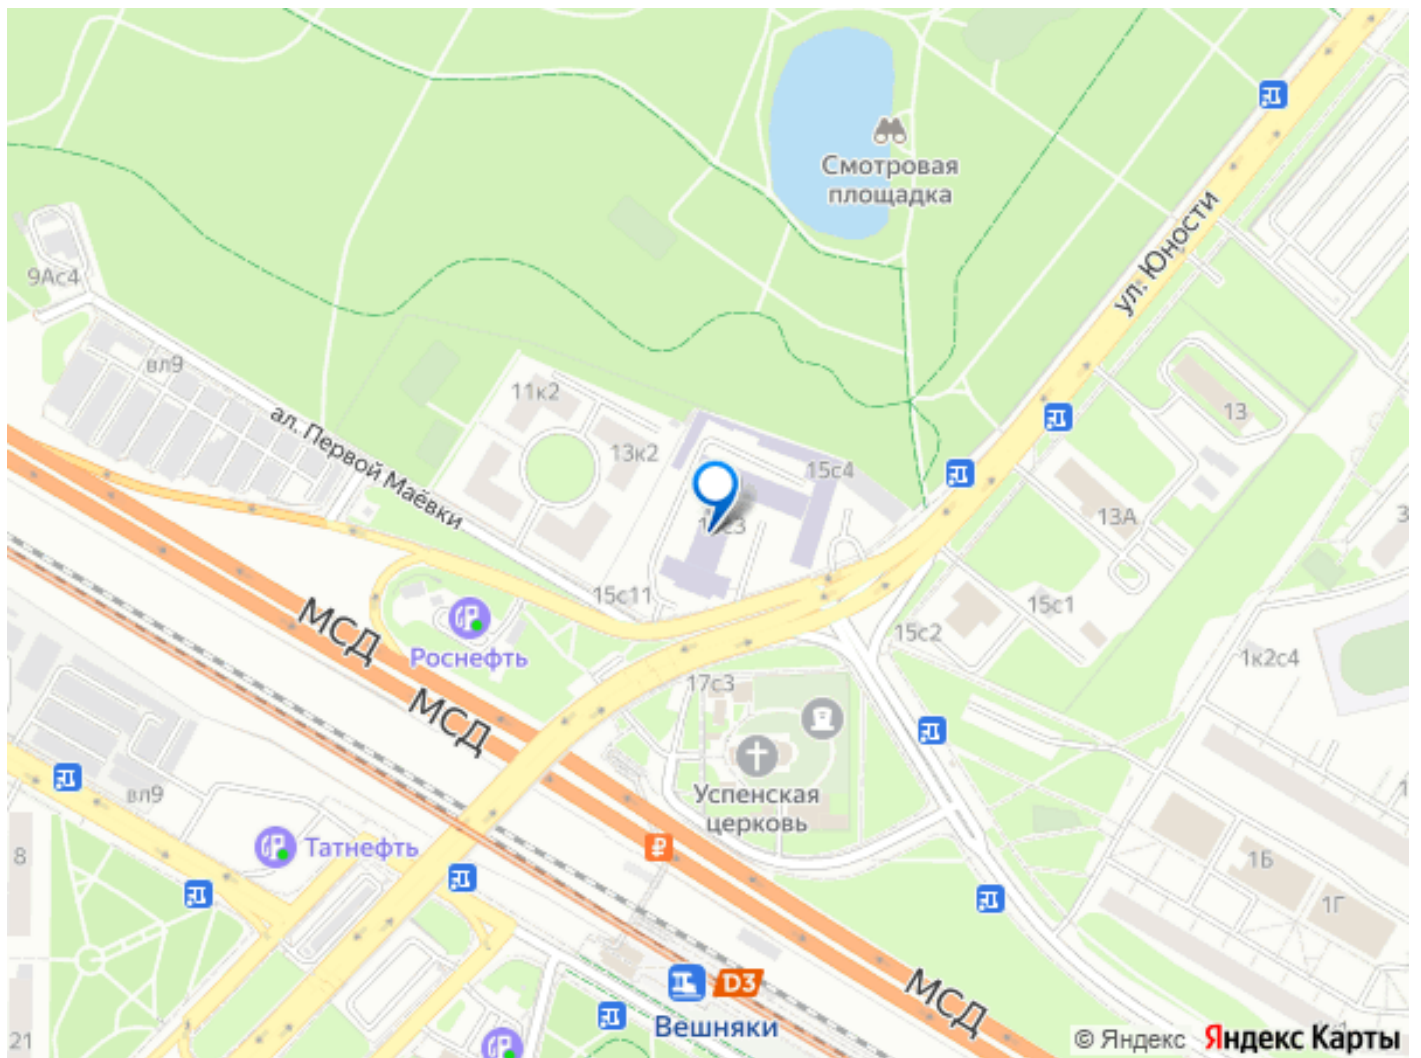 Смотровая
площадка
ул. Юности
9Ас4
вл9
11к2
ал. Первой Маёвки
13к2
15с4
13
13А
15с11
15с1
15с2
МСД
Роснефть
1к2с4
17с3
МСД
Успенская
церковь
вл9
Татнефть
₽
8
1Б
1Г
21
МСД
D3
Вешняки
© Яндекс Яндекс Карты